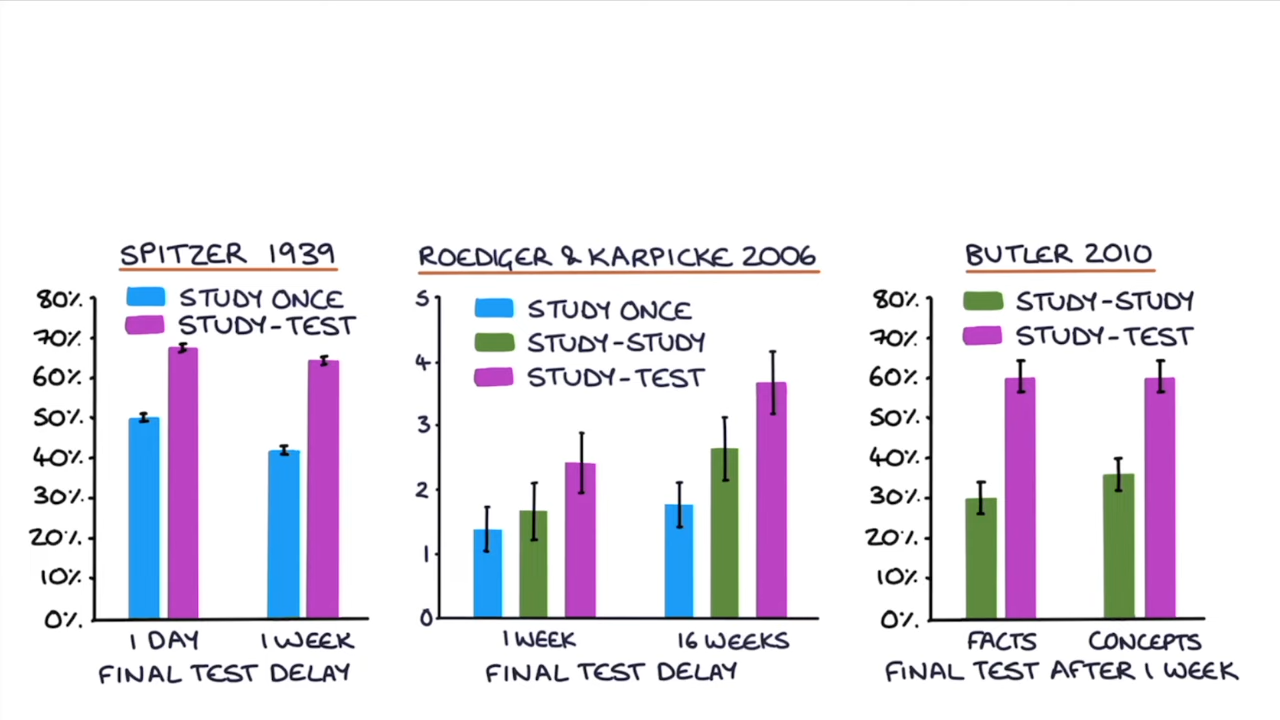 SPITZER 1939
80%
STUDY ONCE
STUDY-TEST
70%
60%
50%
40%
30%
20%
10%
0%
1 DAY
1 WEEK
FINAL TEST DELAY
ROEDIGER & KARPICKE 2006
5
STUDY ONCE
STUDY-STUDY
STUDY-TEST
4
3
2
1
0
1 WEEK
16 WEEKS
FINAL TEST DELAY
BUTLER 2010
80%
STUDY-STUDY
STUDY-TEST
70%
60%
50%
40%
30%
20%
10%
0%
FACTS
CONCEPTS
FINAL TEST AFTER 1 WEEK